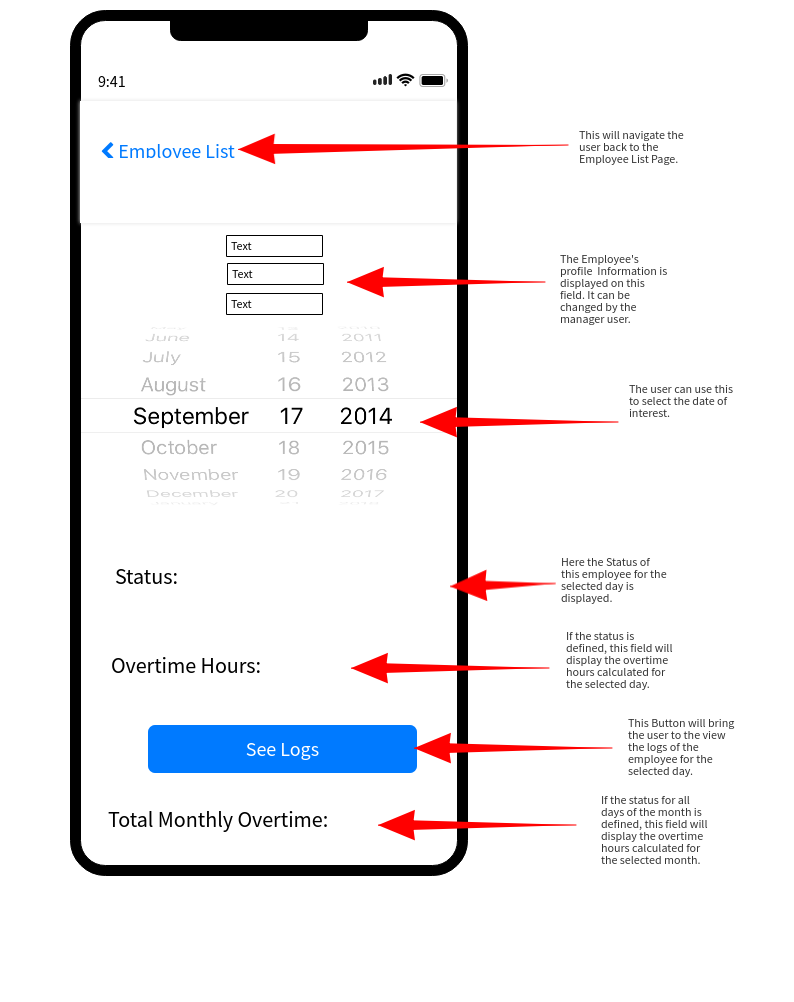 9:41
Employee List
This will navigate the
user back to the
Employee List Page.
Text
Text
Text
The Employee's
profile Information is
displayed on this
field. It can be
changed by the
manager user.
June 14 2011
July 15 2012
August 16 2013
September 17 2014
October 18 2015
November 19 2016
December 20 2017
The user can use this
to select the date of
interest.
Status:
Here the Status of
this employee for the
selected day is
displayed.
Overtime Hours:
If the status is
defined, this field will
display the overtime
hours calculated for
the selected day.
See Logs
This Button will bring
the user to the view
the logs of the
employee for the
selected day.
Total Monthly Overtime:
If the status for all
days of the month is
defined, this field will
display the overtime
hours calculated for
the selected month.